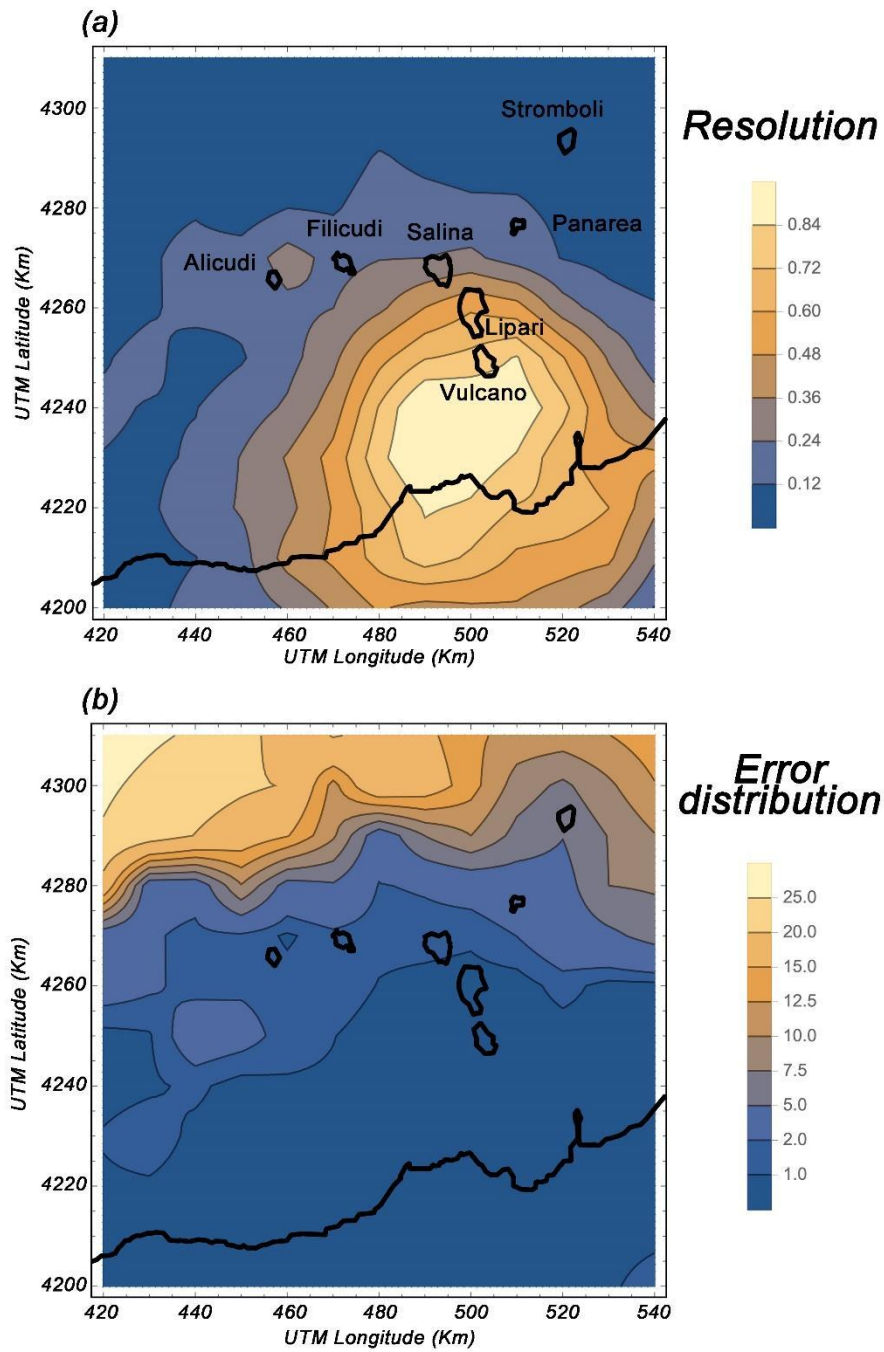 (a)
4300
4280
4260
4240
4220
4200
UTM Latitude (Km)
Stromboli
Panarea
Filicudi
Salina
Alicudi
Lipari
Vulcano
420 440 460 480 500 520 540
UTM Longitude (Km)
Resolution
0.84
0.72
0.60
0.48
0.36
0.24
0.12
(b)
4300
4280
4260
4240
4220
4200
UTM Latitude (Km)
420 440 460 480 500 520 540
UTM Longitude (Km)
Error
distribution
25.0
20.0
15.0
12.5
10.0
7.5
5.0
2.0
1.0